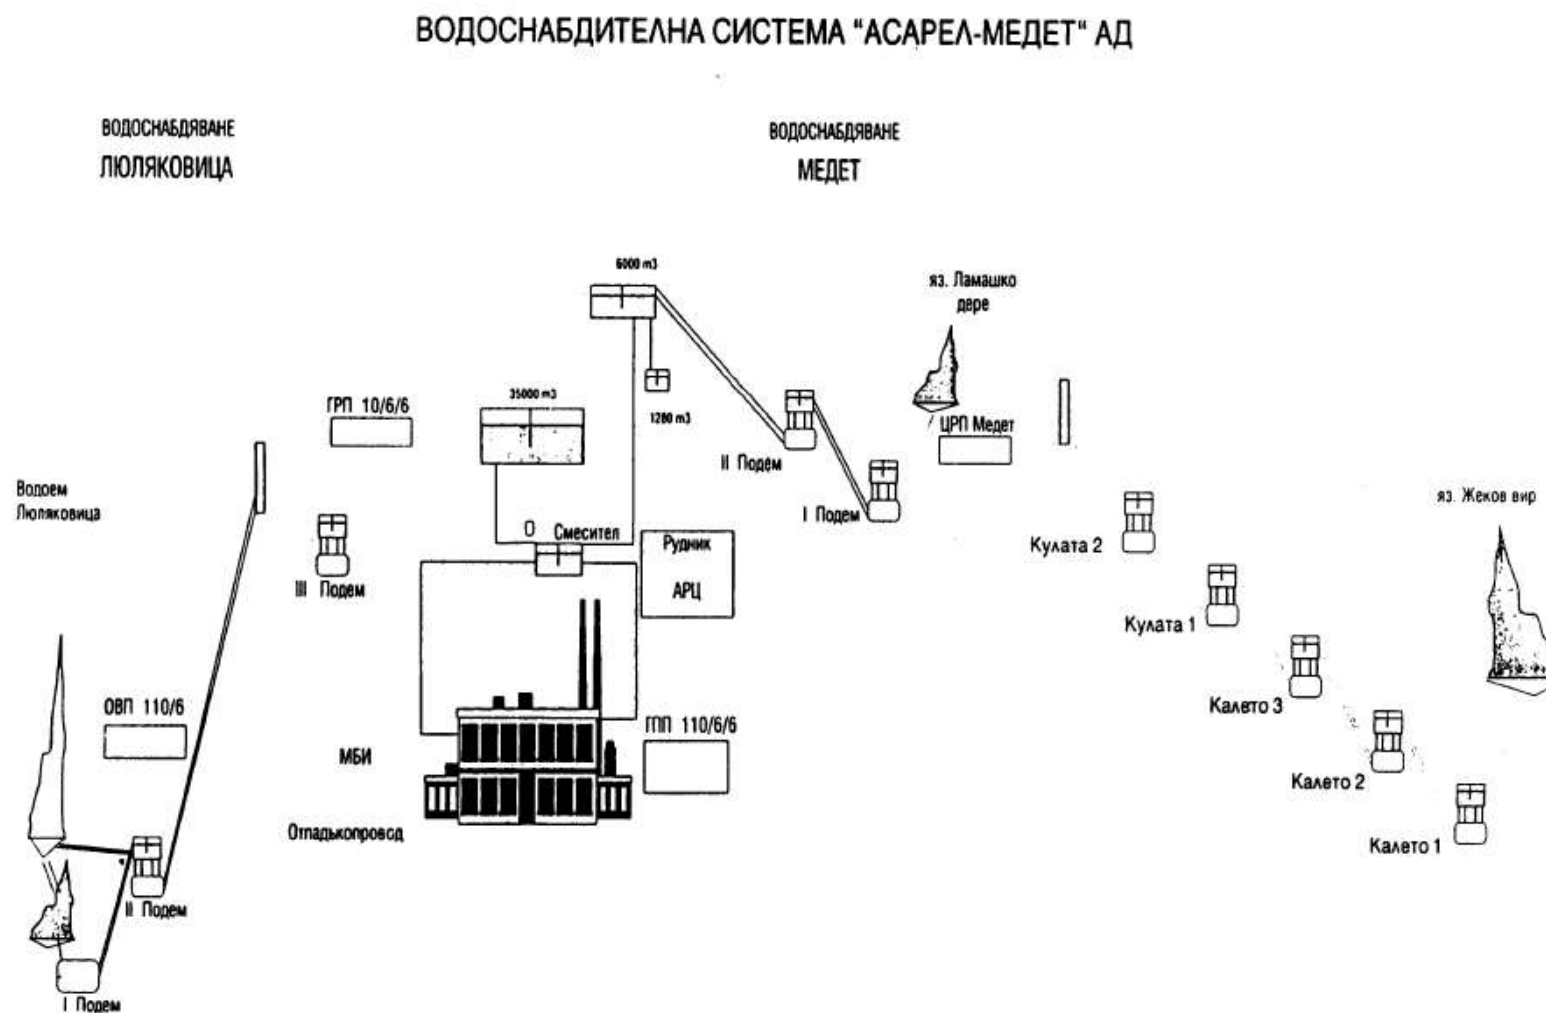 ВОДОСНАБДИТЕЛНА СИСТЕМА "АСАРЕЛ-МЕДЕТ" АД
ВОДОСНАБДЯВАНЕ
ЛЮЛЯКОВИЦА
ВОДОСНАБДЯВАНЕ
МЕДЕТ
6000 m3
яз. Ламашко
дере
35000 m3
ГРП 10/6/6
1280 m3
ЦРП Медет
II Подем
Водоем
Люляковица
яз. Жеков вир
I Подем
О
Смесител
Рудник
АРЦ
Кулата 2
III Подем
Кулата 1
ОВП 110/6
Калето 3
ГПП 110/6/6
МБИ
Калето 2
Отпадькопровод
Калето 1
II Подем
I Подем